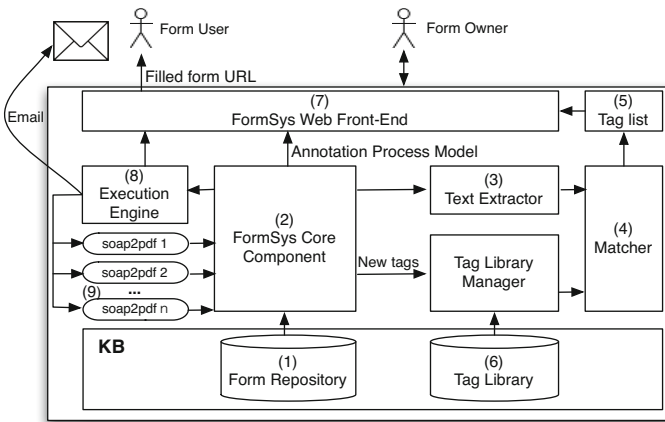 Form User
Form Owner
Filled form URL
Email
(7)
FormSys Web Front-End
(5)
Tag list
Annotation Process Model
(8)
Execution
Engine
(2)
FormSys Core
Component
(3)
Text Extractor
(4)
Matcher
soap2pdf 1
soap2pdf 2
...
(9)
soap2pdf n
New tags
Tag Library
Manager
KB
(1)
Form Repository
(6)
Tag Library